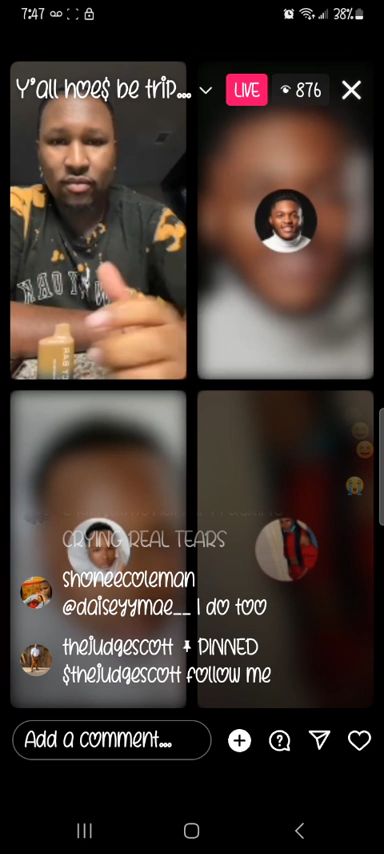 7:47
38%
Y'all hoe$ be trip...
LIVE
876
CRYING REAL TEARS
shoneecoleman
@daiseyymae__ I do too
thejudgescott PINNED
$thejudgescott follow me
Add a comment...